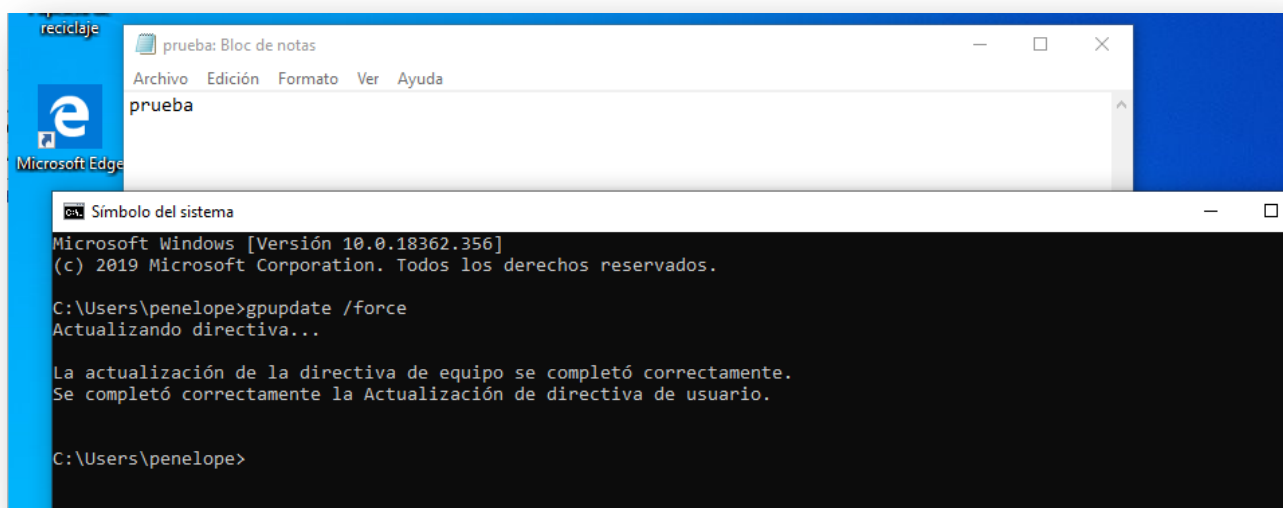 reciclaje
prueba: Bloc de notas
Archivo Edición Formato Ver Ayuda
prueba
Microsoft Edge
Símbolo del sistema
Microsoft Windows [Versión 10.0.18362.356]
(c) 2019 Microsoft Corporation. Todos los derechos reservados.
C:\Users\penelope>gpupdate /force
Actualizando directiva...
La actualización de la directiva de equipo se completó correctamente.
Se completó correctamente la Actualización de directiva de usuario.
C:\Users\penelope>